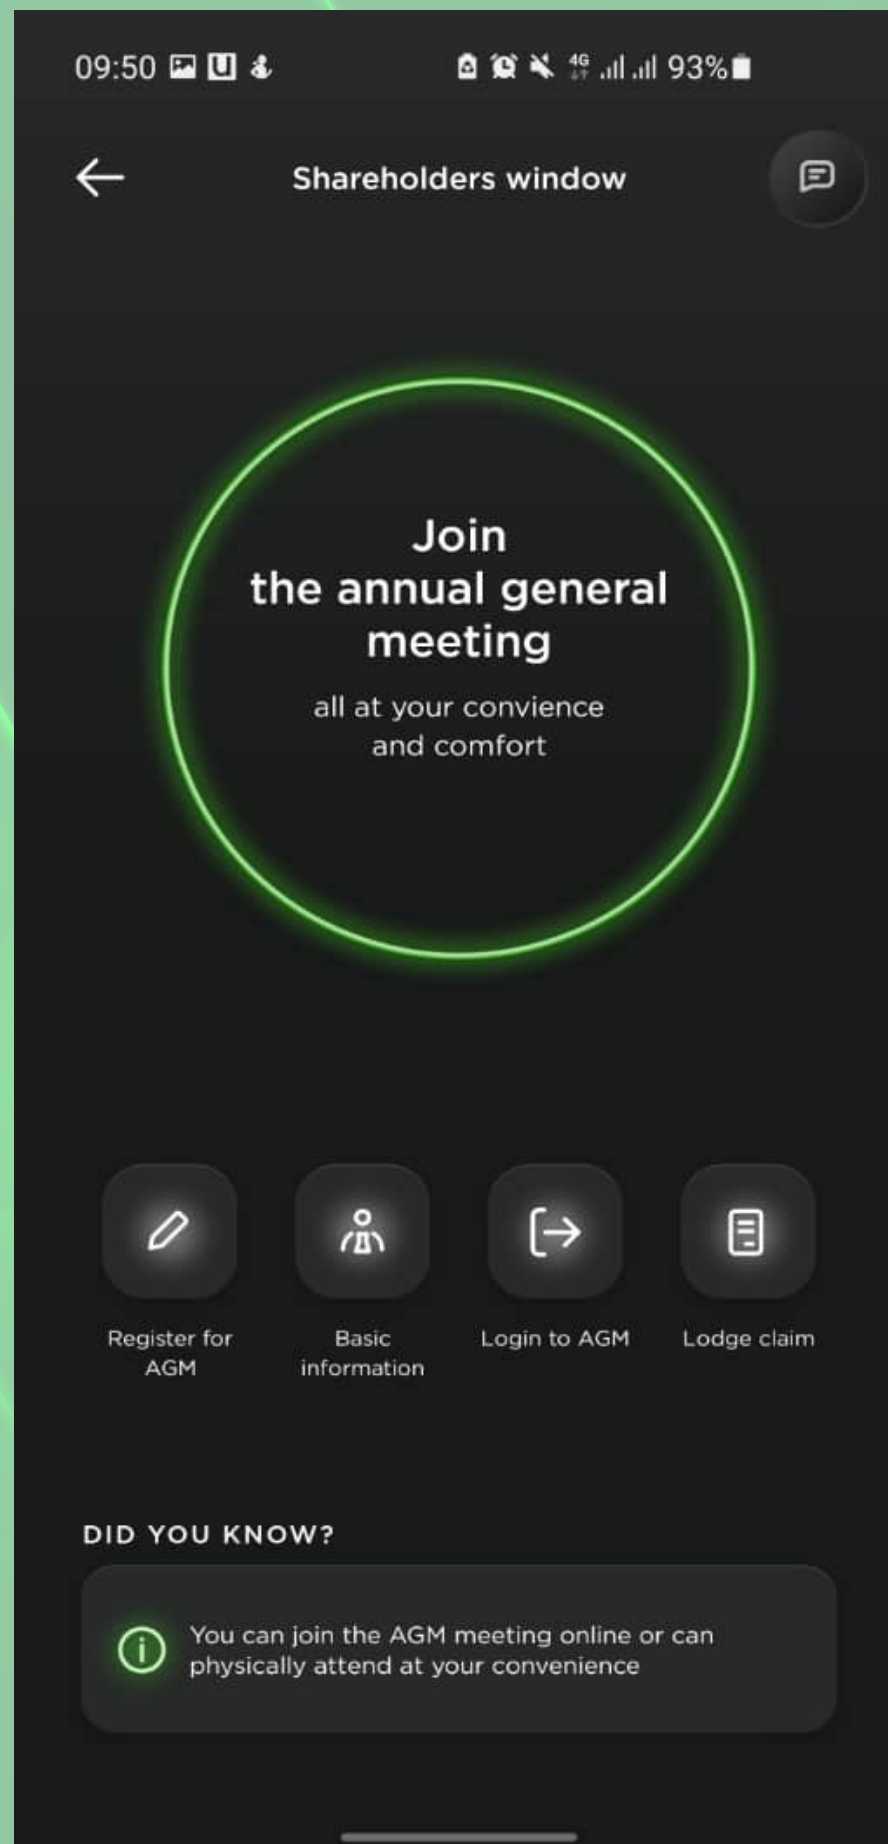 09:50 U 4G 93%
Shareholders window
Join
the annual general
meeting
all at your convience
and comfort
Register for
AGM
Basic
information
Login to AGM
Lodge claim
DID YOU KNOW?
You can join the AGM meeting online or can
physically attend at your convenience